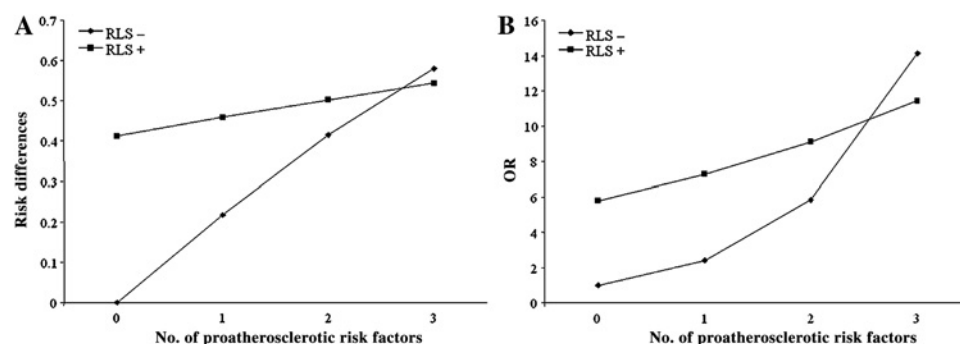 A
RLS –
RLS +
Risk differences
0.7
0.6
0.5
0.4
0.3
0.2
0.1
0
0 1 2 3
No. of proatherosclerotic risk factors
B
RLS –
RLS +
OR
16
14
12
10
8
6
4
2
0
0 1 2 3
No. of proatherosclerotic risk factors